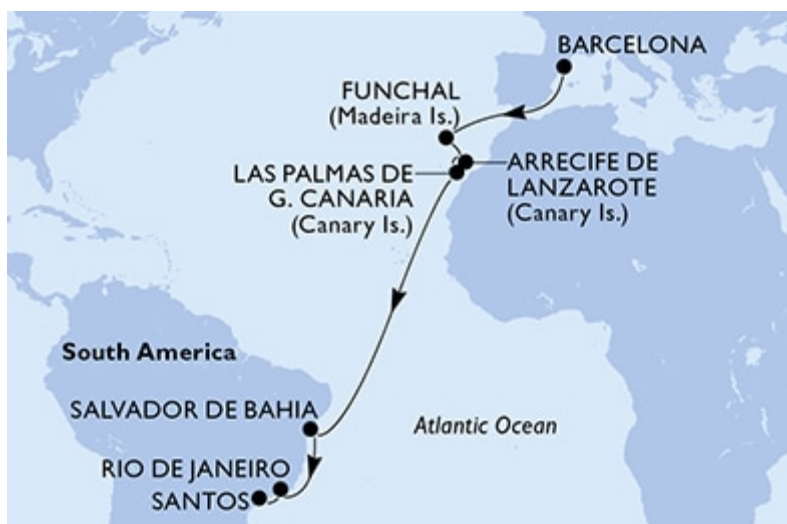 BARCELONA
FUNCHAL
(Madeira Is.)
ARRECIFE DE
LANZAROTE
(Canary Is.)
LAS PALMAS DE
G. CANARIA
(Canary Is.)
South America
SALVADOR DE BAHIA
Atlantic Ocean
RIO DE JANEIRO
SANTOS